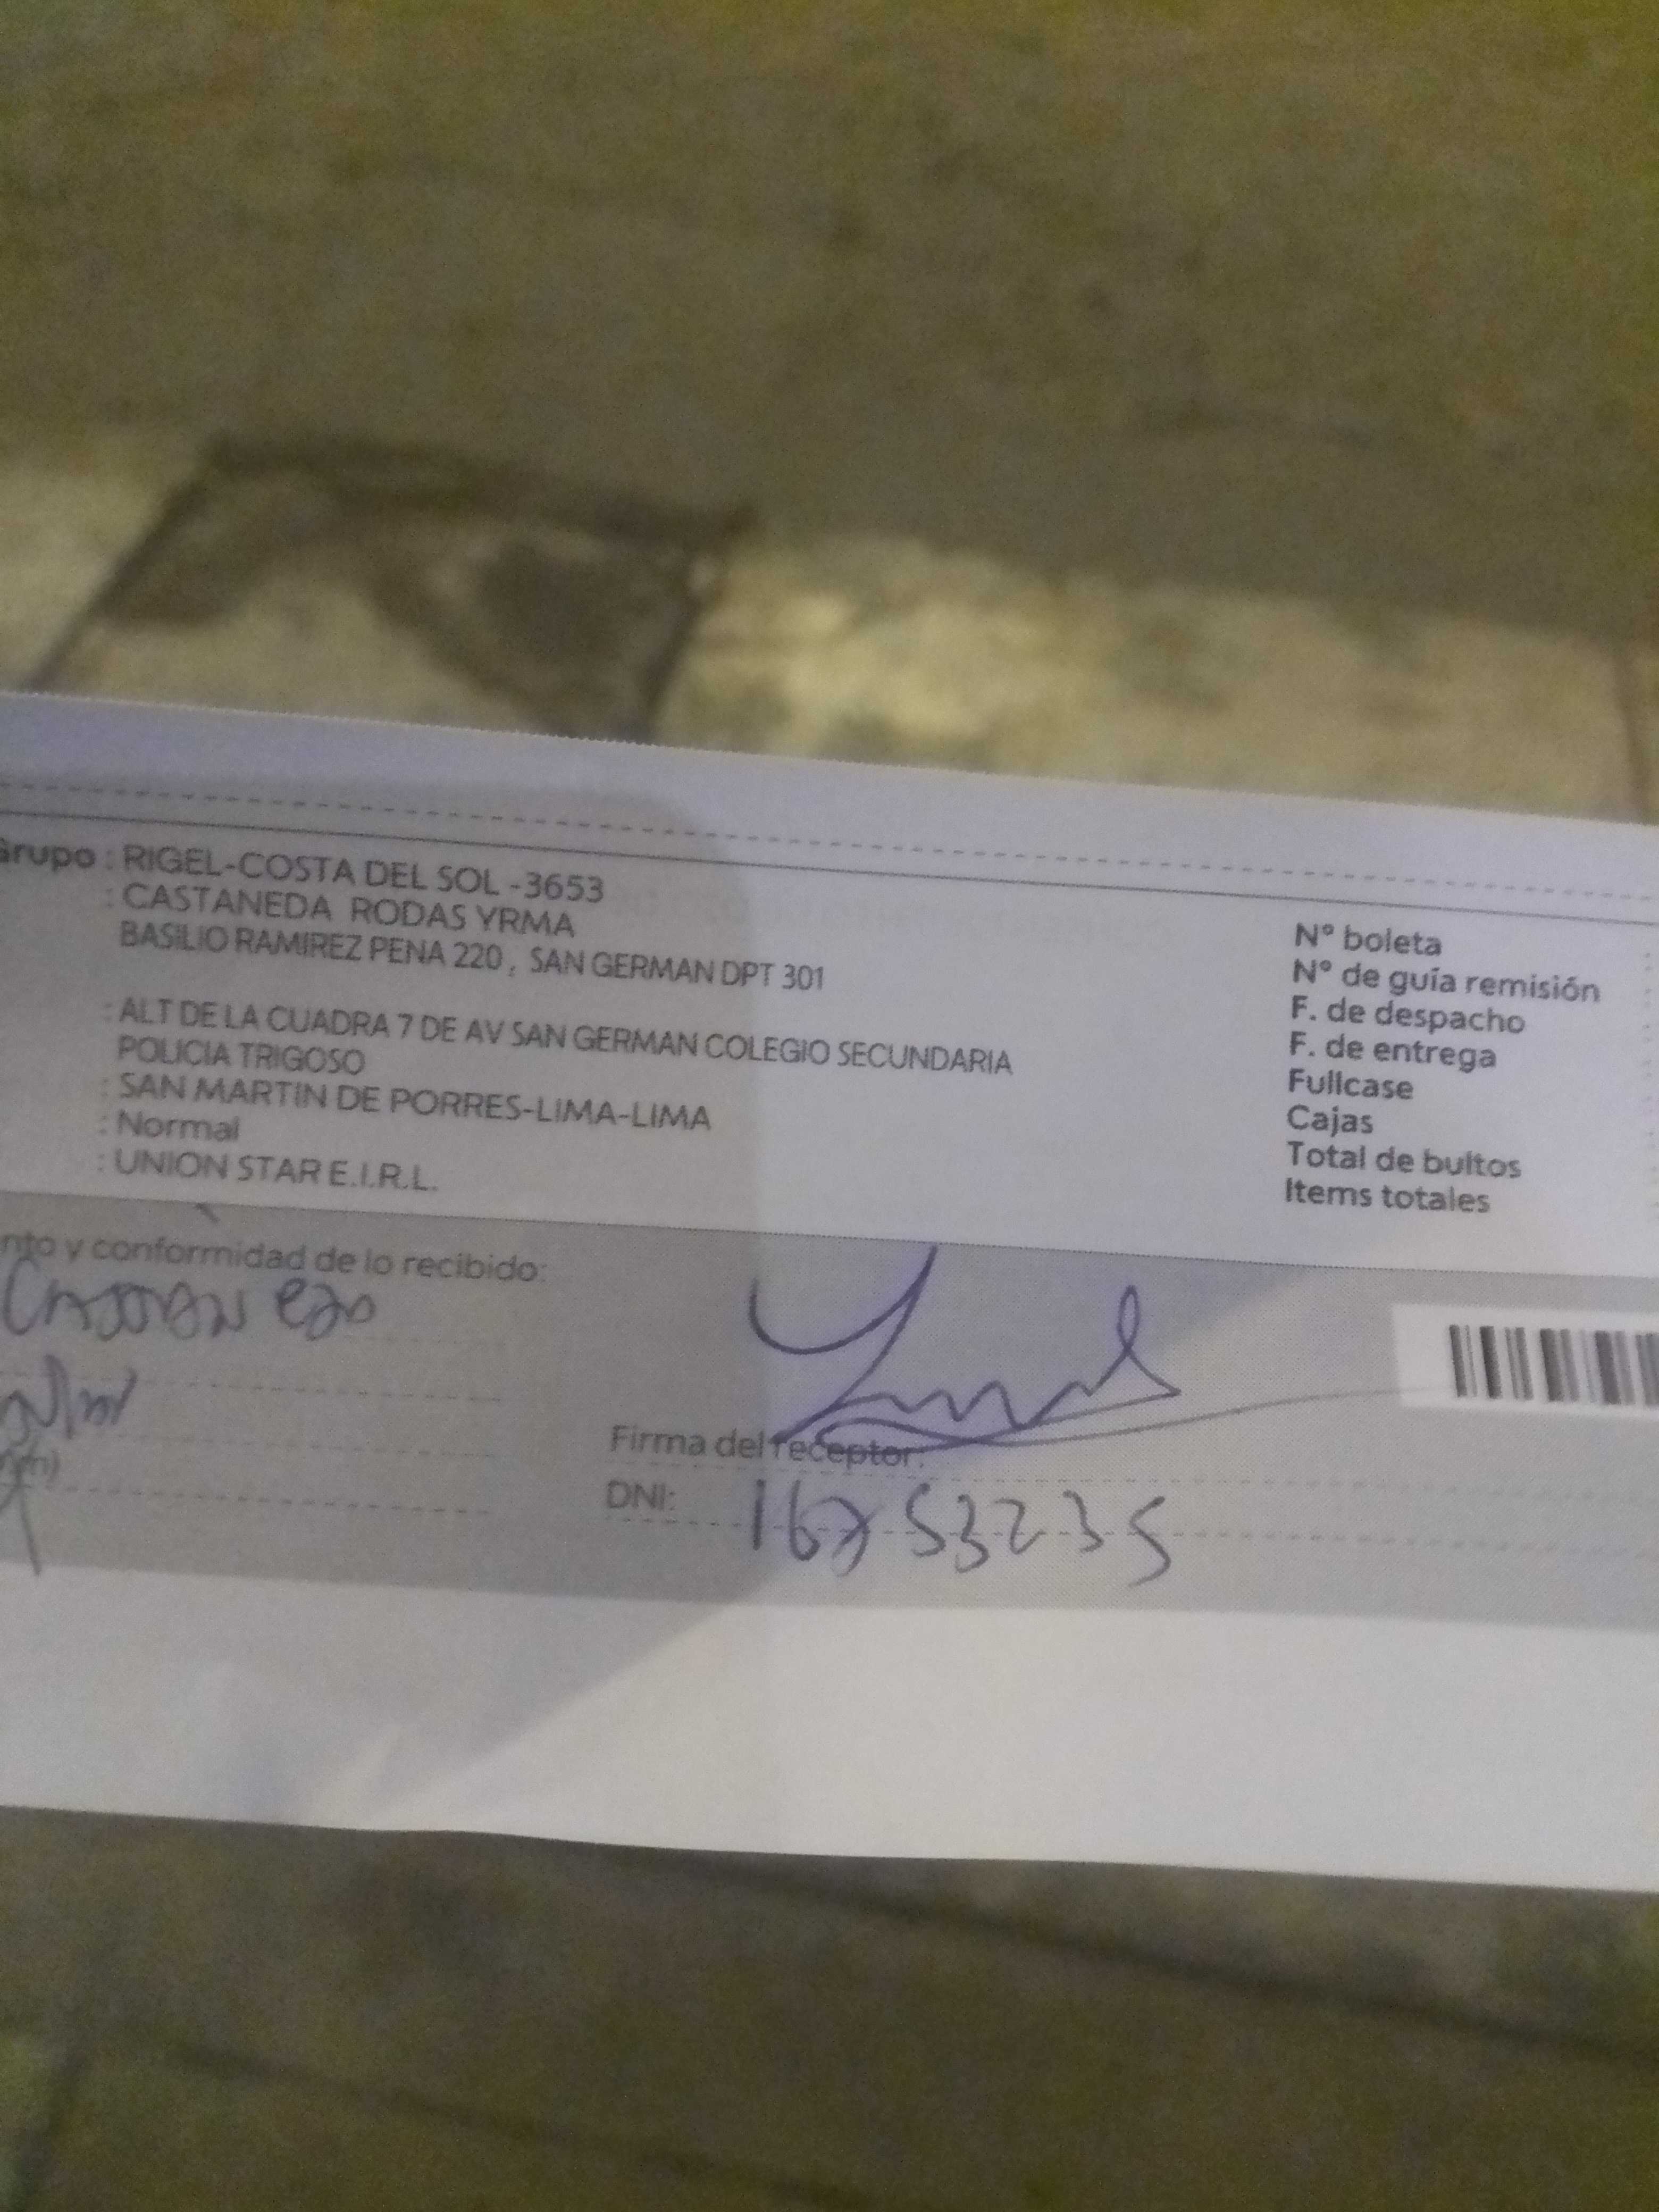 Grupo : RIGEL-COSTA DEL SOL -3653
: CASTANEDA RODAS YRMA
BASILIO RAMIREZ PENA 220 , SAN GERMAN DPT 301
: ALT DE LA CUADRA 7 DE AV SAN GERMAN COLEGIO SECUNDARIA
POLICIA TRIGOSO
: SAN MARTIN DE PORRES-LIMA-LIMA
: Normal
: UNION STAR E.I.R.L.
Nº boleta
Nº de guía remisión
F. de despacho
F. de entrega
Fullcase
Cajas
Total de bultos
Items totales
nto y conformidad de lo recibido:
Firma del receptor:
DNI: